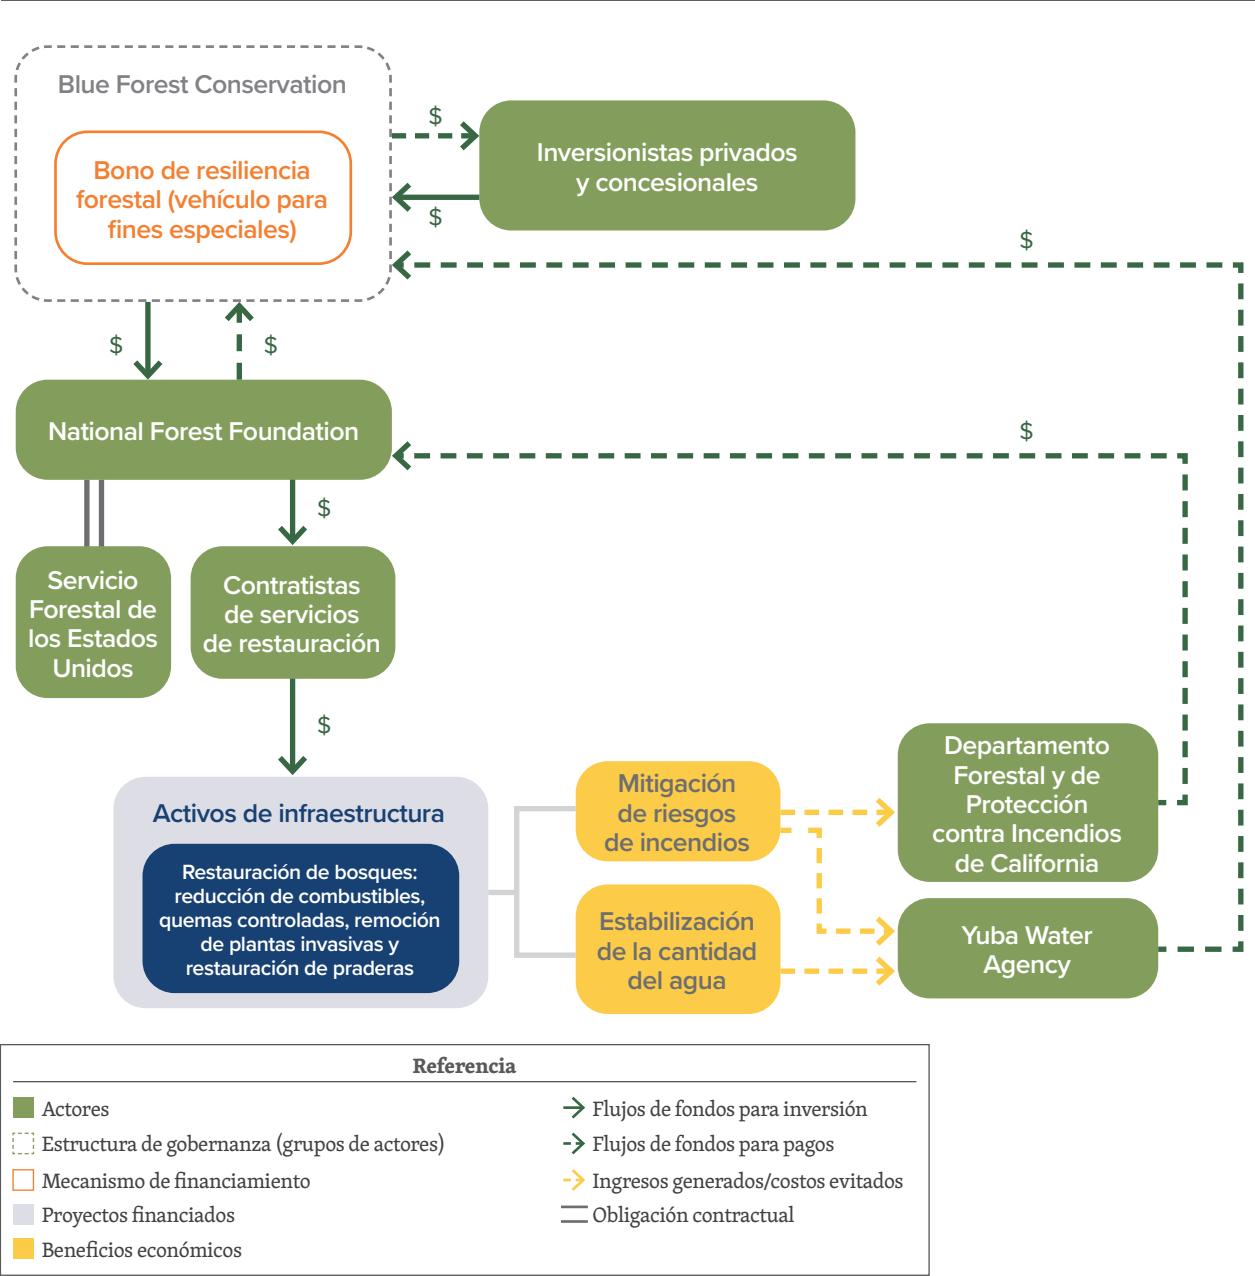 Blue Forest Conservation
Bono de resiliencia
forestal (vehículo para
fines especiales)
$
Inversionistas privados
y concesionales
$
$
$
$
National Forest Foundation
$
$
Servicio
Forestal de
los Estados
Unidos
Contratistas
de servicios
de restauración
$
Activos de infraestructura
Restauración de bosques:
reducción de combustibles,
quemas controladas, remoción
de plantas invasivas y
restauración de praderas
Mitigación
de riesgos
de incendios
Estabilización
de la cantidad
del agua
Departamento
Forestal y de
Protección
contra Incendios
de California
Yuba Water
Agency
Referencia
Actores
Estructura de gobernanza (grupos de actores)
Mecanismo de financiamiento
Proyectos financiados
Beneficios económicos
Flujos de fondos para inversión
Flujos de fondos para pagos
Ingresos generados/costos evitados
Obligación contractual